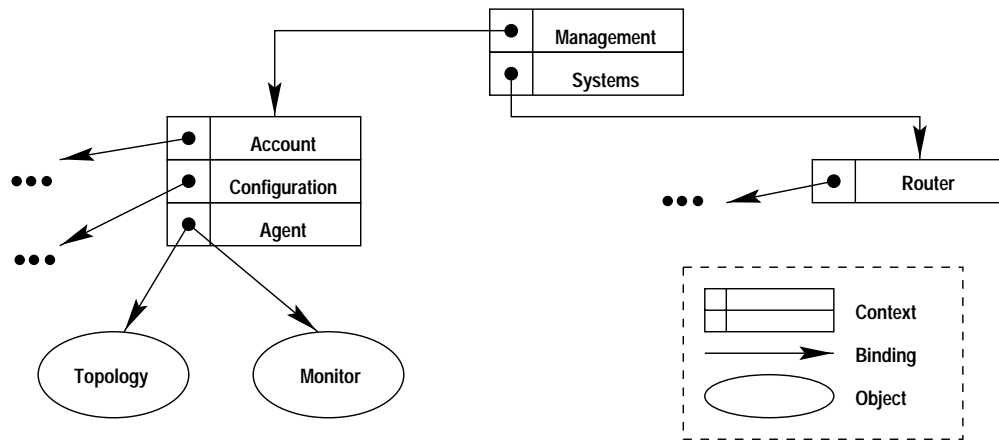 Management
Systems
Account
Configuration
Agent
Router
Topology
Monitor
Context
Binding
Object